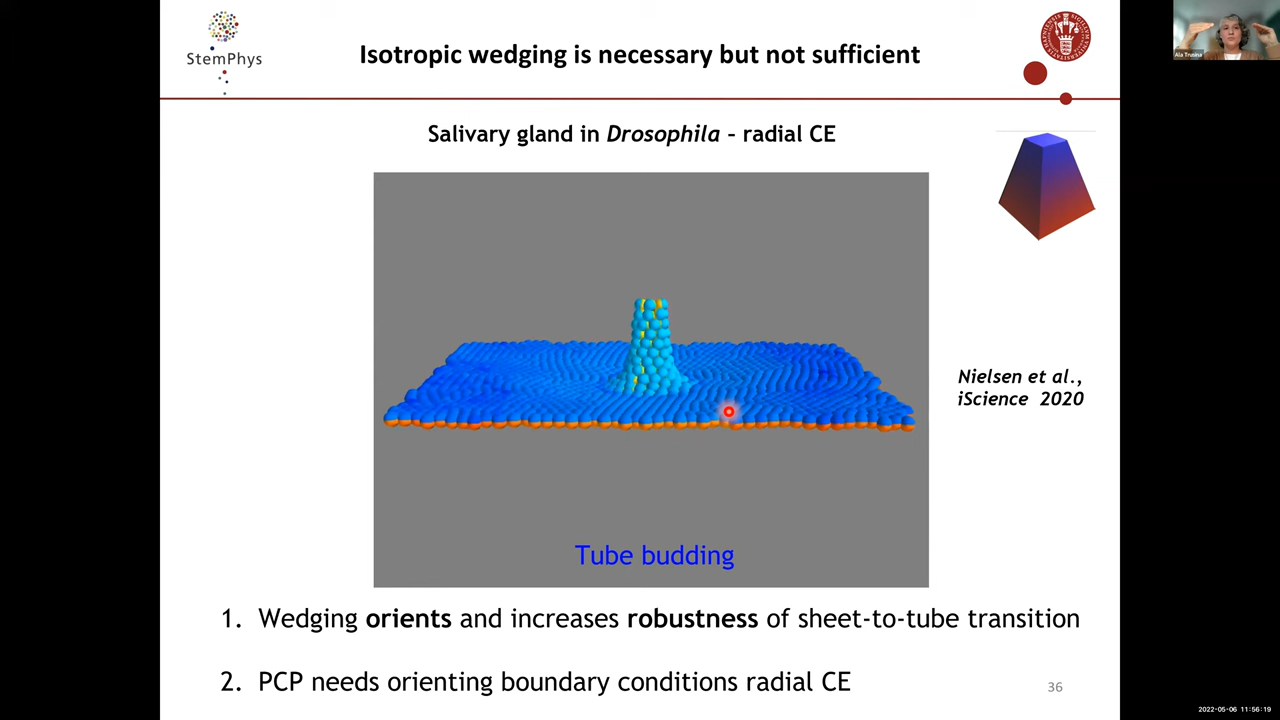 StemPhys
Isotropic wedging is necessary but not sufficient
Ala Trusina
Salivary gland in Drosophila – radial CE
Nielsen et al.,
iScience 2020
Tube budding
1. Wedging orients and increases robustness of sheet-to-tube transition
2. PCP needs orienting boundary conditions radial CE
36
2022-05-06 11:56:19